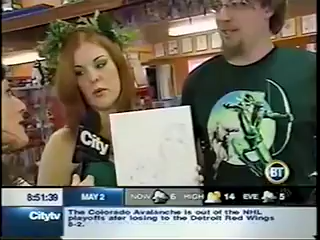 City
BT
8:51:39 MAY 2 NOW 6 HIGH 14 EVE 5
Citytv The Colorado Avalanche is out of the NHL
playoffs after losing to the Detroit Red Wings
8-2.